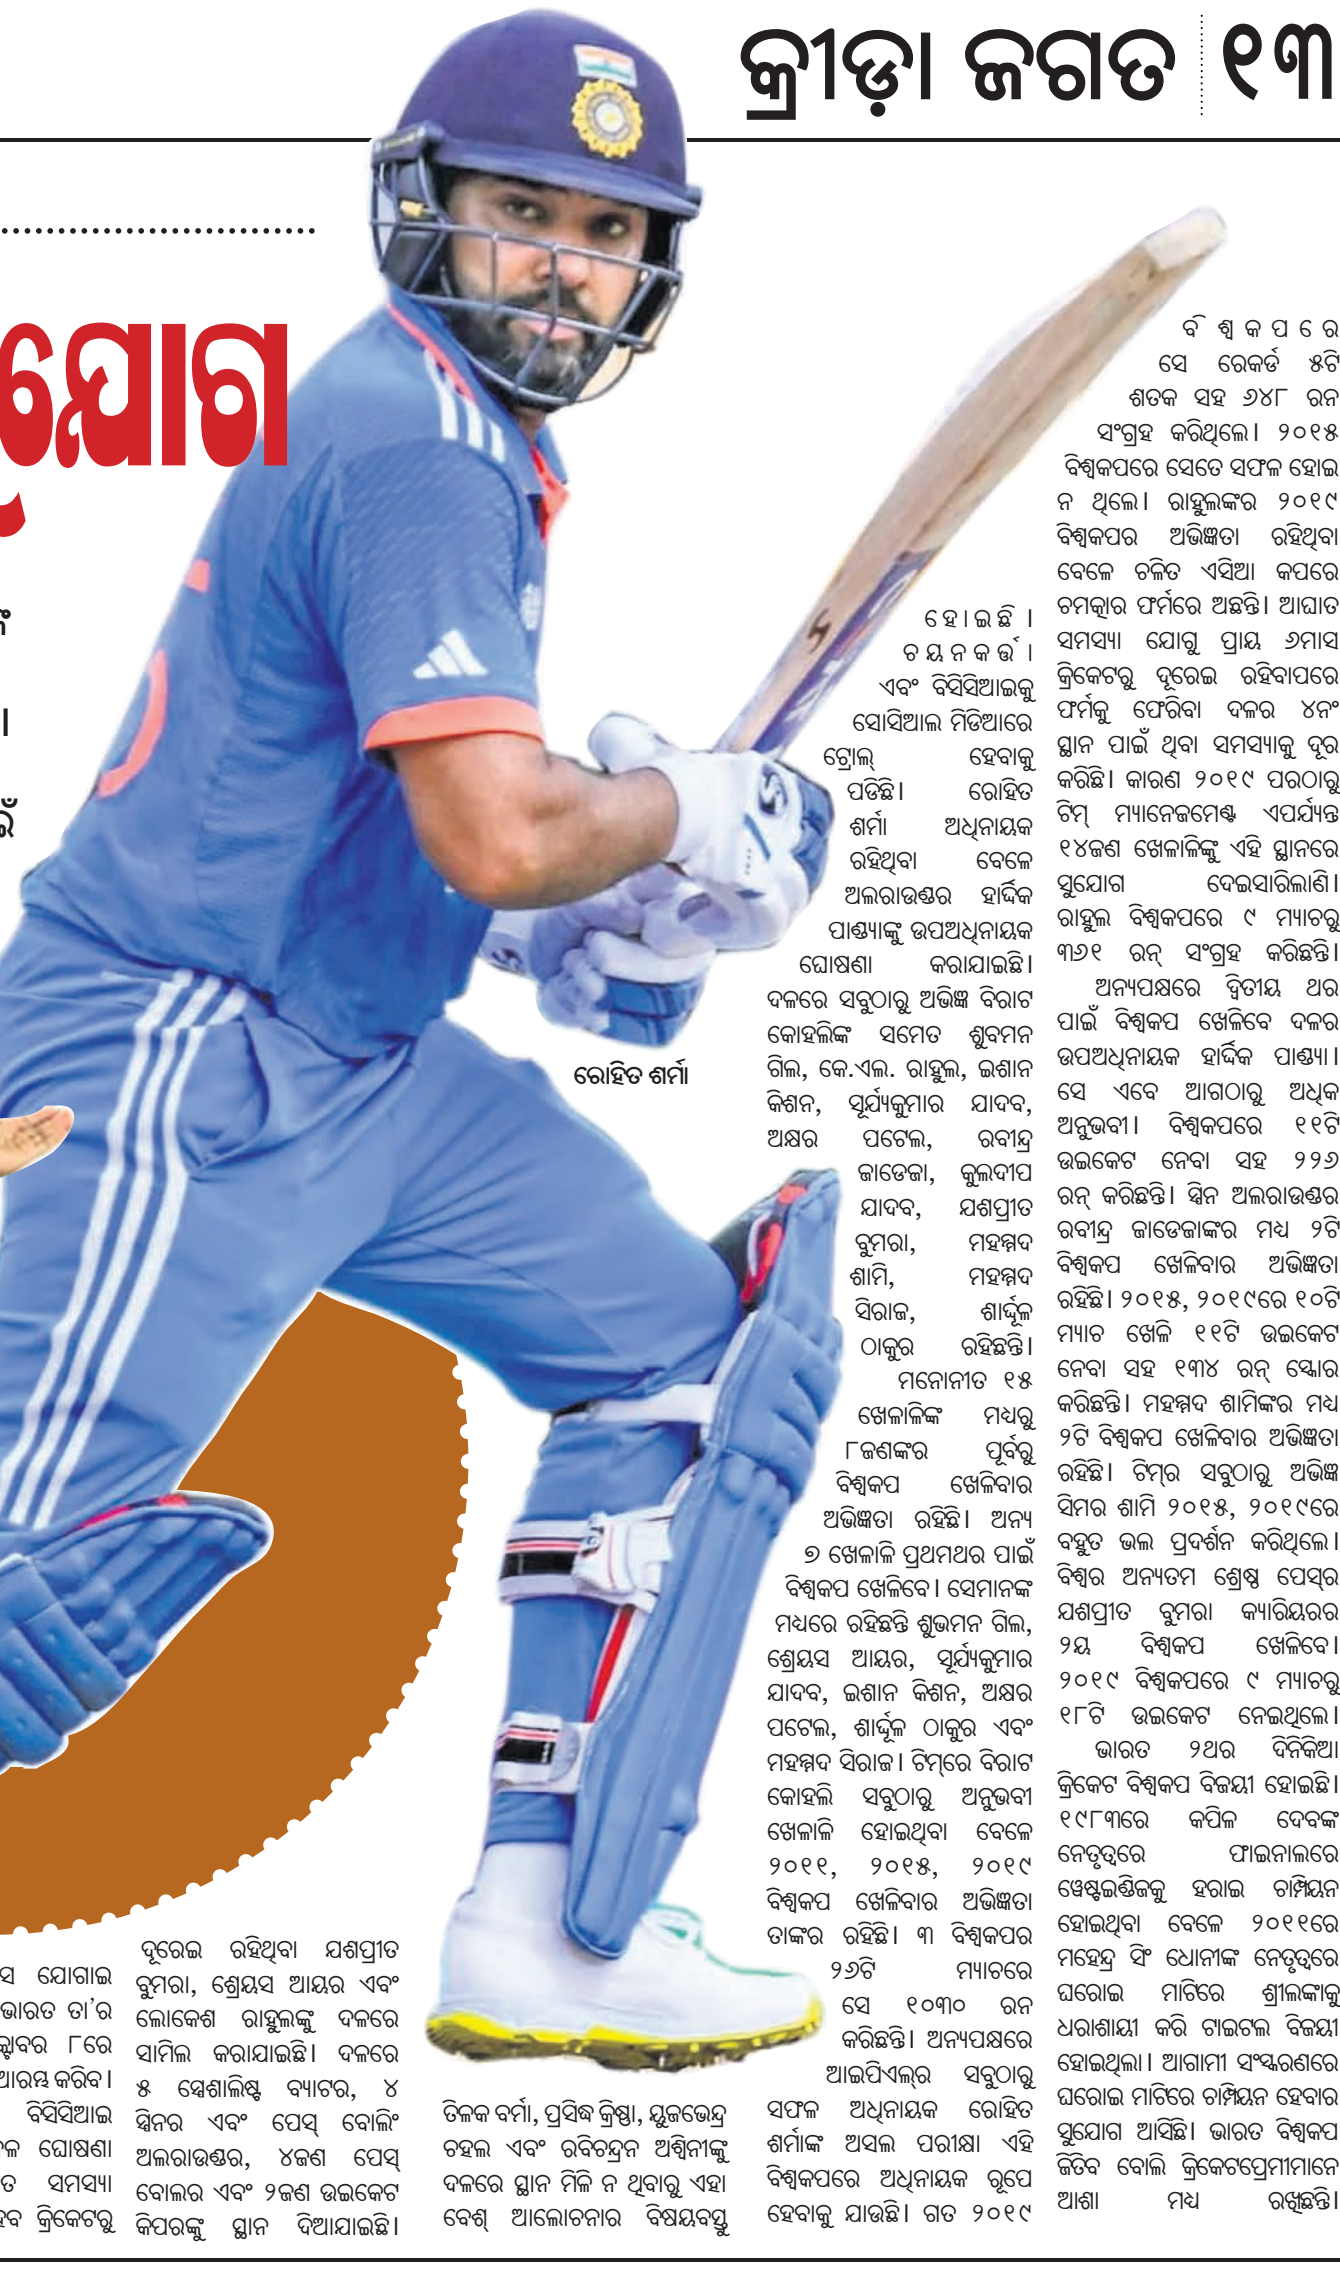 କ୍ରୀଡ଼ା ଜଗତ ୧୩
ଯୋଗ
ରୋହିତ ଶର୍ମା
ସ ଯୋଗାଇ
ଭାରତ ତା'ର
୮ରେ
ଆରମ୍ଭ କରିବ।
ବିସିସିଆଇ
ଘୋଷଣା
ସମସ୍ୟା
କ୍ରିକେଟରୁ
ଦୂରେଇ ରହିଥିବା ଯଶପ୍ରୀତ
ବୁମରା, ଶ୍ରେୟସ ଆୟର ଏବଂ
ଲୋକେଶ ରାହୁଲଙ୍କୁ ଦଳରେ
ସାମିଲ କରାଯାଇଛି। ଦଳରେ
୫ ସ୍ପେଶାଲିଷ୍ଟ ବ୍ୟାଟର, ୪
ସ୍ପିନର ଏବଂ ପେସ୍ ବୋଲିଂ
ଅଲରାଉଣ୍ଡର, ୪ଜଣ ପେସ୍
ବୋଲର ଏବଂ ୨ଜଣ ଉଇକେଟ
କିପରଙ୍କୁ ସ୍ଥାନ ଦିଆଯାଇଛି।
ତିଳକ ବର୍ମା, ପ୍ରସିଦ୍ଧ କ୍ରିଷ୍ଣା, ୟୁଜଭେନ୍ଦ୍ର
ଚହଲ ଏବଂ ରବିଚନ୍ଦ୍ରନ ଅଶ୍ୱିନୀଙ୍କୁ
ଦଳରେ ସ୍ଥାନ ମିଳି ନ ଥିବାରୁ ଏହା
ବେଶ୍ ଆଲୋଚନାର ବିଷୟବସ୍ତୁ
ହୋଇଛି।
ଚୟନକର୍ତ୍ତା
ଏବଂ ବିସିସିଆଇକୁ
ସୋସିଆଲ ମିଡିଆରେ
ଟ୍ରୋଲ୍ ହେବାକୁ
ପଡିଛି। ରୋହିତ
ଶର୍ମା ଅଧିନାୟକ
ରହିଥିବା ବେଳେ
ଅଲରାଉଣ୍ଡର ହାର୍ଦ୍ଦିକ
ପାଣ୍ଡ୍ୟାଙ୍କୁ ଉପଅଧିନାୟକ
ଘୋଷଣା କରାଯାଇଛି।
ଦଳରେ ସବୁଠାରୁ ଅଭିଜ୍ଞ ବିରାଟ
କୋହଲିଙ୍କ ସମେତ ଶୁବମନ
ଗିଲ, କେ.ଏଲ. ରାହୁଲ, ଇଶାନ
କିଶନ, ସୂର୍ଯ୍ୟକୁମାର ଯାଦବ,
ଅକ୍ଷର ପଟେଲ, ରବୀନ୍ଦ୍ର
ଜାଡେଜା, କୁଲଦୀପ
ଯାଦବ, ଯଶପ୍ରୀତ
ବୁମରା, ମହମ୍ମଦ
ଶାମି, ମହମ୍ମଦ
ସିରାଜ, ଶାର୍ଦ୍ଦୂଳ
ଠାକୁର ରହିଛନ୍ତି।
ମନୋନୀତ ୧୫
ଖେଳାଳିଙ୍କ ମଧ୍ୟରୁ
୮ଜଣଙ୍କର ପୂର୍ବରୁ
ବିଶ୍ୱକପ ଖେଳିବାର
ଅଭିଜ୍ଞତା ରହିଛି। ଅନ୍ୟ
୭ ଖେଳାଳି ପ୍ରଥମଥର ପାଇଁ
ବିଶ୍ୱକପ ଖେଳିବେ। ସେମାନଙ୍କ
ମଧ୍ୟରେ ରହିଛନ୍ତି ଶୁଭମନ ଗିଲ,
ଶ୍ରେୟସ ଆୟର, ସୂର୍ଯ୍ୟକୁମାର
ଯାଦବ, ଇଶାନ କିଶନ, ଅକ୍ଷର
ପଟେଲ, ଶାର୍ଦ୍ଦୂଳ ଠାକୁର ଏବଂ
ମହମ୍ମଦ ସିରାଜ। ଟିମ୍‌ରେ ବିରାଟ
କୋହଲି ସବୁଠାରୁ ଅନୁଭବୀ
ଖେଳାଳି ହୋଇଥିବା ବେଳେ
୨୦୧୧, ୨୦୧୫, ୨୦୧୯
ବିଶ୍ୱକପ ଖେଳିବାର ଅଭିଜ୍ଞତା
ତାଙ୍କର ରହିଛି। ୩ ବିଶ୍ୱକପର
୨୬ଟି ମ୍ୟାଚରେ
ସେ ୧୦୩୦ ରନ
କରିଛନ୍ତି। ଅନ୍ୟପକ୍ଷରେ
ଆଇପିଏଲ୍‌ର ସବୁଠାରୁ
ସଫଳ ଅଧିନାୟକ ରୋହିତ
ଶର୍ମାଙ୍କ ଅସଲ ପରୀକ୍ଷା ଏହି
ବିଶ୍ୱକପରେ ଅଧିନାୟକ ରୂପେ
ହେବାକୁ ଯାଉଛି। ଗତ ୨୦୧୯
ବିଶ୍ୱକପରେ
ସେ ରେକର୍ଡ ୫ଟି
ଶତକ ସହ ୬୪୮ ରନ
ସଂଗ୍ରହ କରିଥିଲେ। ୨୦୧୫
ବିଶ୍ୱକପରେ ସେତେ ସଫଳ ହୋଇ
ନ ଥିଲେ। ରାହୁଲଙ୍କର ୨୦୧୯
ବିଶ୍ୱକପର ଅଭିଜ୍ଞତା ରହିଥିବା
ବେଳେ ଚଳିତ ଏସିଆ କପରେ
ଚମତ୍କାର ଫର୍ମରେ ଅଛନ୍ତି। ଆଘାତ
ସମସ୍ୟା ଯୋଗୁ ପ୍ରାୟ ୬ମାସ
କ୍ରିକେଟରୁ ଦୂରେଇ ରହିବାପରେ
ଫର୍ମକୁ ଫେରିବା ଦଳର ୪ନଂ
ସ୍ଥାନ ପାଇଁ ଥିବା ସମସ୍ୟାକୁ ଦୂର
କରିଛି। କାରଣ ୨୦୧୯ ପରଠାରୁ
ଟିମ୍ ମ୍ୟାନେଜମେଣ୍ଟ ଏପର୍ଯ୍ୟନ୍ତ
୧୪ଜଣ ଖେଳାଳିଙ୍କୁ ଏହି ସ୍ଥାନରେ
ସୁଯୋଗ ଦେଇସାରିଲାଣି।
ରାହୁଲ ବିଶ୍ୱକପରେ ୯ ମ୍ୟାଚରୁ
୩୬୧ ରନ୍ ସଂଗ୍ରହ କରିଛନ୍ତି।
ଅନ୍ୟପକ୍ଷରେ ଦ୍ୱିତୀୟ ଥର
ପାଇଁ ବିଶ୍ୱକପ ଖେଳିବେ ଦଳର
ଉପଅଧିନାୟକ ହାର୍ଦ୍ଦିକ ପାଣ୍ଡ୍ୟା।
ସେ ଏବେ ଆଗଠାରୁ ଅଧିକ
ଅନୁଭବୀ। ବିଶ୍ୱକପରେ ୧୧ଟି
ଉଇକେଟ ନେବା ସହ ୨୨୬
ରନ୍ କରିଛନ୍ତି। ସ୍ପିନ ଅଲରାଉଣ୍ଡର
ରବୀନ୍ଦ୍ର ଜାଡେଜାଙ୍କର ମଧ୍ୟ ୨ଟି
ବିଶ୍ୱକପ ଖେଳିବାର ଅଭିଜ୍ଞତା
ରହିଛି। ୨୦୧୫, ୨୦୧୯ରେ ୧୦ଟି
ମ୍ୟାଚ ଖେଳି ୧୧ଟି ଉଇକେଟ
ନେବା ସହ ୧୩୪ ରନ୍ ସ୍କୋର
କରିଛନ୍ତି। ମହମ୍ମଦ ଶାମିଙ୍କର ମଧ୍ୟ
୨ଟି ବିଶ୍ୱକପ ଖେଳିବାର ଅଭିଜ୍ଞତା
ରହିଛି। ଟିମ୍‌ର ସବୁଠାରୁ ଅଭିଜ୍ଞ
ସିମର ଶାମି ୨୦୧୫, ୨୦୧୯ରେ
ବହୁତ ଭଲ ପ୍ରଦର୍ଶନ କରିଥିଲେ।
ବିଶ୍ୱର ଅନ୍ୟତମ ଶ୍ରେଷ୍ଠ ପେସ୍‌ର
ଯଶପ୍ରୀତ ବୁମରା କ୍ୟାରିୟରର
୨ୟ ବିଶ୍ୱକପ ଖେଳିବେ।
୨୦୧୯ ବିଶ୍ୱକପରେ ୯ ମ୍ୟାଚରୁ
୧୮ଟି ଉଇକେଟ ନେଇଥିଲେ।
ଭାରତ ୨ଥର ଦିନିକିଆ
କ୍ରିକେଟ ବିଶ୍ୱକପ ବିଜୟୀ ହୋଇଛି।
୧୯୮୩ରେ କପିଳ ଦେବଙ୍କ
ନେତୃତ୍ୱରେ ଫାଇନାଲରେ
ୱେଷ୍ଟଇଣ୍ଡିଜକୁ ହରାଇ ଚାମ୍ପିୟନ
ହୋଇଥିବା ବେଳେ ୨୦୧୧ରେ
ମହେନ୍ଦ୍ର ସିଂ ଧୋନୀଙ୍କ ନେତୃତ୍ୱରେ
ଘରୋଇ ମାଟିରେ ଶ୍ରୀଲଙ୍କାକୁ
ଧରାଶାୟୀ କରି ଟାଇଟଲ ବିଜୟୀ
ହୋଇଥିଲା। ଆଗାମୀ ସଂସ୍କରଣରେ
ଘରୋଇ ମାଟିରେ ଚାମ୍ପିୟନ ହେବାର
ସୁଯୋଗ ଆସିଛି। ଭାରତ ବିଶ୍ୱକପ
ଜିତିବ ବୋଲି କ୍ରିକେଟପ୍ରେମୀମାନେ
ଆଶା ମଧ୍ୟ ରଖିଛନ୍ତି।